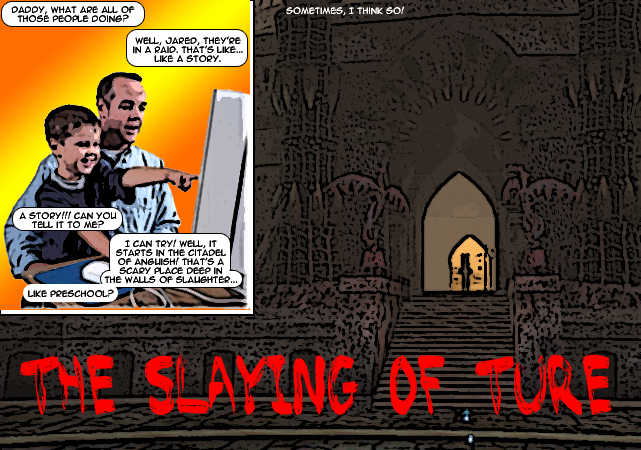 DADDY, WHAT ARE ALL OF
THOSE PEOPLE DOING?
WELL, JARED, THEY'RE
IN A RAID. THAT'S LIKE...
LIKE A STORY.
A STORY!!! CAN YOU
TELL IT TO ME?
I CAN TRY! WELL, IT
STARTS IN THE CITADEL
OF ANGUISH! THAT'S A
SCARY PLACE DEEP IN
THE WALLS OF SLAUGHTER...
LIKE PRESCHOOL?
SOMETIMES, I THINK SO!
THE SLAYING OF TURE